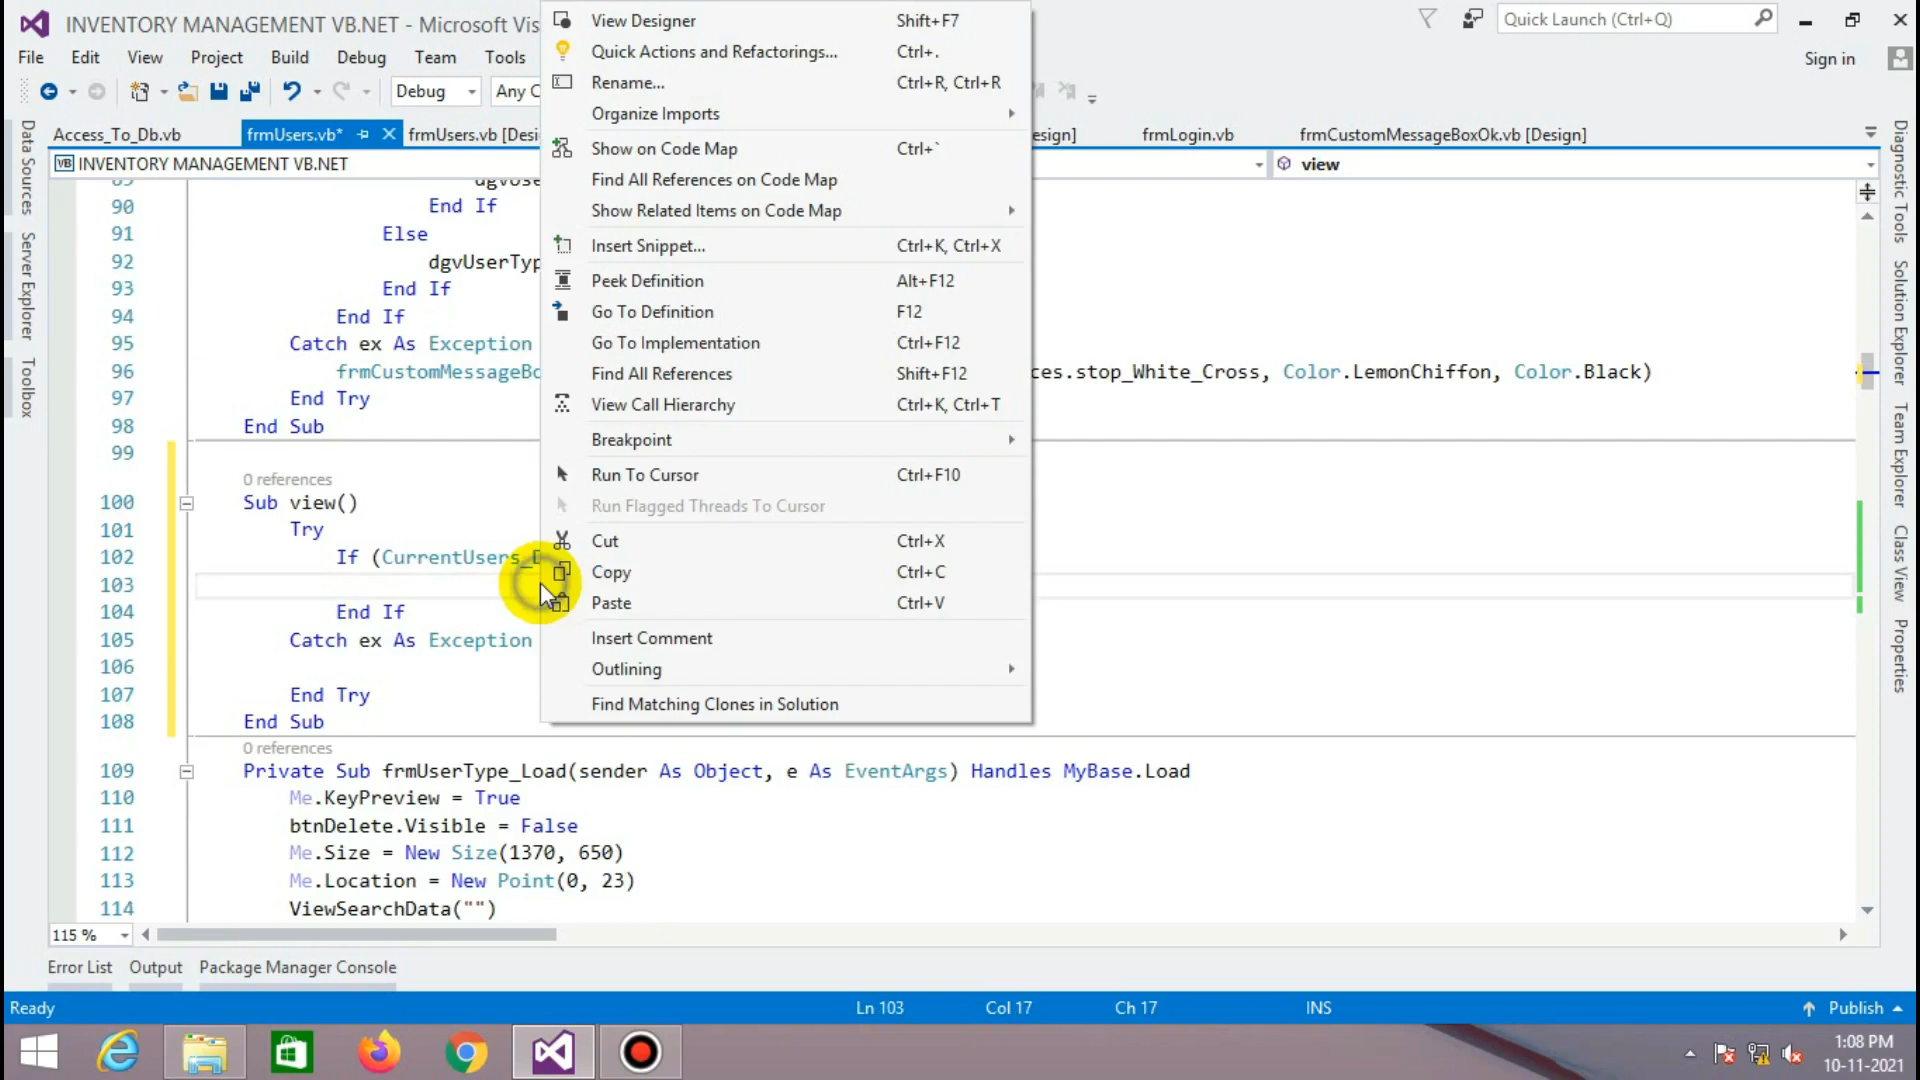 INVENTORY MANAGEMENT VB.NET - Microsoft Vis
Quick Launch (Ctrl+Q)
File Edit View Project Build Debug Team Tools
Sign in
Debug Any C
Access_To_Db.vb frmUsers.vb* frmUsers.vb [Desi esign] frmLogin.vb frmCustomMessageBoxOk.vb [Design]
VB INVENTORY MANAGEMENT VB.NET view
View Designer Shift+F7
Quick Actions and Refactorings... Ctrl+.
Rename... Ctrl+R, Ctrl+R
Organize Imports
Show on Code Map Ctrl+`
Find All References on Code Map
Show Related Items on Code Map
Insert Snippet... Ctrl+K, Ctrl+X
Peek Definition Alt+F12
Go To Definition F12
Go To Implementation Ctrl+F12
Find All References Shift+F12
View Call Hierarchy Ctrl+K, Ctrl+T
Breakpoint
Run To Cursor Ctrl+F10
Run Flagged Threads To Cursor
Cut Ctrl+X
Copy Ctrl+C
Paste Ctrl+V
Insert Comment
Outlining
Find Matching Clones in Solution
89 dgvUse
90 End If
91 Else
92 dgvUserTyp
93 End If
94 End If
95 Catch ex As Exception
96 frmCustomMessageBo ces.stop_White_Cross, Color.LemonChiffon, Color.Black)
97 End Try
98 End Sub
99
0 references
100 Sub view()
101 Try
102 If (CurrentUsers_D
103
104 End If
105 Catch ex As Exception
106
107 End Try
108 End Sub
0 references
109 Private Sub frmUserType_Load(sender As Object, e As EventArgs) Handles MyBase.Load
110 Me.KeyPreview = True
111 btnDelete.Visible = False
112 Me.Size = New Size(1370, 650)
113 Me.Location = New Point(0, 23)
114 ViewSearchData("")
115 %
Data Sources
Server Explorer
Toolbox
Diagnostic Tools
Solution Explorer
Team Explorer
Class View
Properties
Error List Output Package Manager Console
Ready Ln 103 Col 17 Ch 17 INS Publish
1:08 PM
10-11-2021